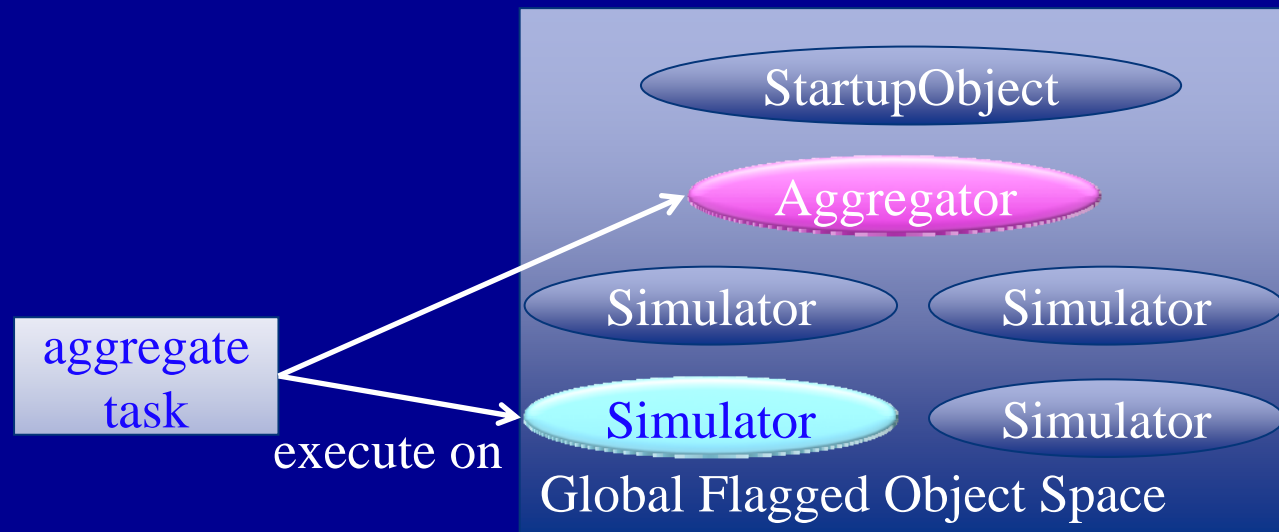 StartupObject
Aggregator
Simulator
Simulator
aggregate
task
execute on
Simulator
Simulator
Global Flagged Object Space